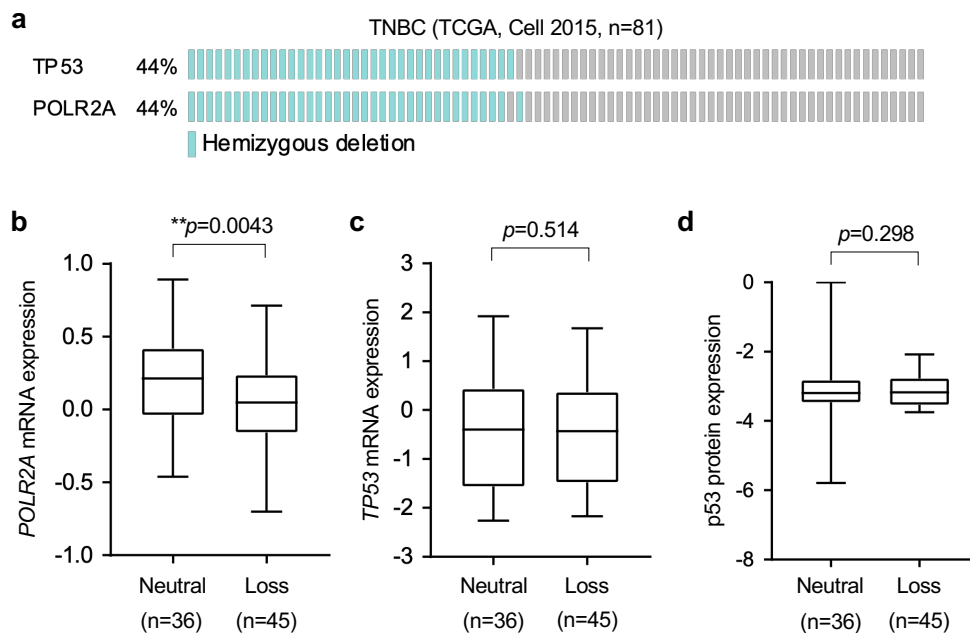 a
TNBC (TCGA, Cell 2015, n=81)
TP53 44%
POLR2A 44%
Hemizygous deletion
b
**p=0.0043
POLR2A mRNA expression
1.0
0.5
0.0
-0.5
-1.0
Neutral Loss
(n=36) (n=45)
c
p=0.514
TP53 mRNA expression
3
2
1
0
-1
-2
-3
Neutral Loss
(n=36) (n=45)
d
p=0.298
p53 protein expression
0
-2
-4
-6
-8
Neutral Loss
(n=36) (n=45)